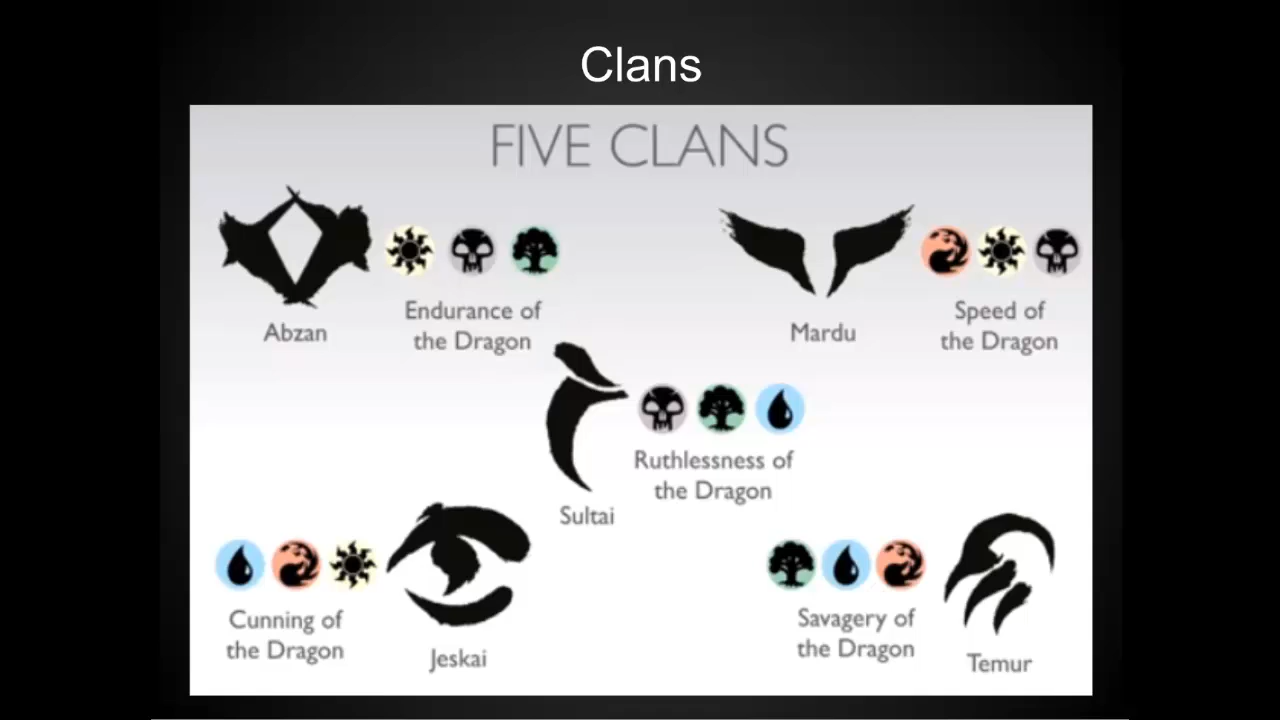 Clans
FIVE CLANS
Abzan
Endurance of
the Dragon
Mardu
Speed of
the Dragon
Sultai
Ruthlessness of
the Dragon
Cunning of
the Dragon
Jeskai
Savagery of
the Dragon
Temur